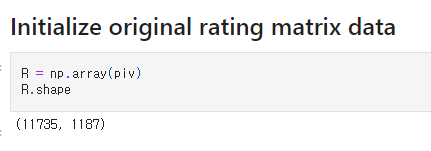 Initialize original rating matrix data
R = np.array(piv)
R.shape
(11735, 1187)